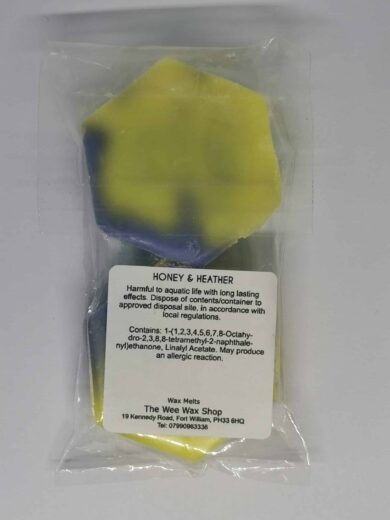 HONEY & HEATHER
Harmful to aquatic life with long lasting
effects. Dispose of contents/container to
approved disposal site, in accordance with
local regulations.
Contains: 1-(1,2,3,4,5,6,7,8-Octahy-
dro-2,3,8,8-tetramethyl-2-naphthale-
nyl)ethanone, Linalyl Acetate. May produce
an allergic reaction.
Wax Melts
The Wee Wax Shop
19 Kennedy Road, Fort William, PH33 6HQ
Tel: 07990963336